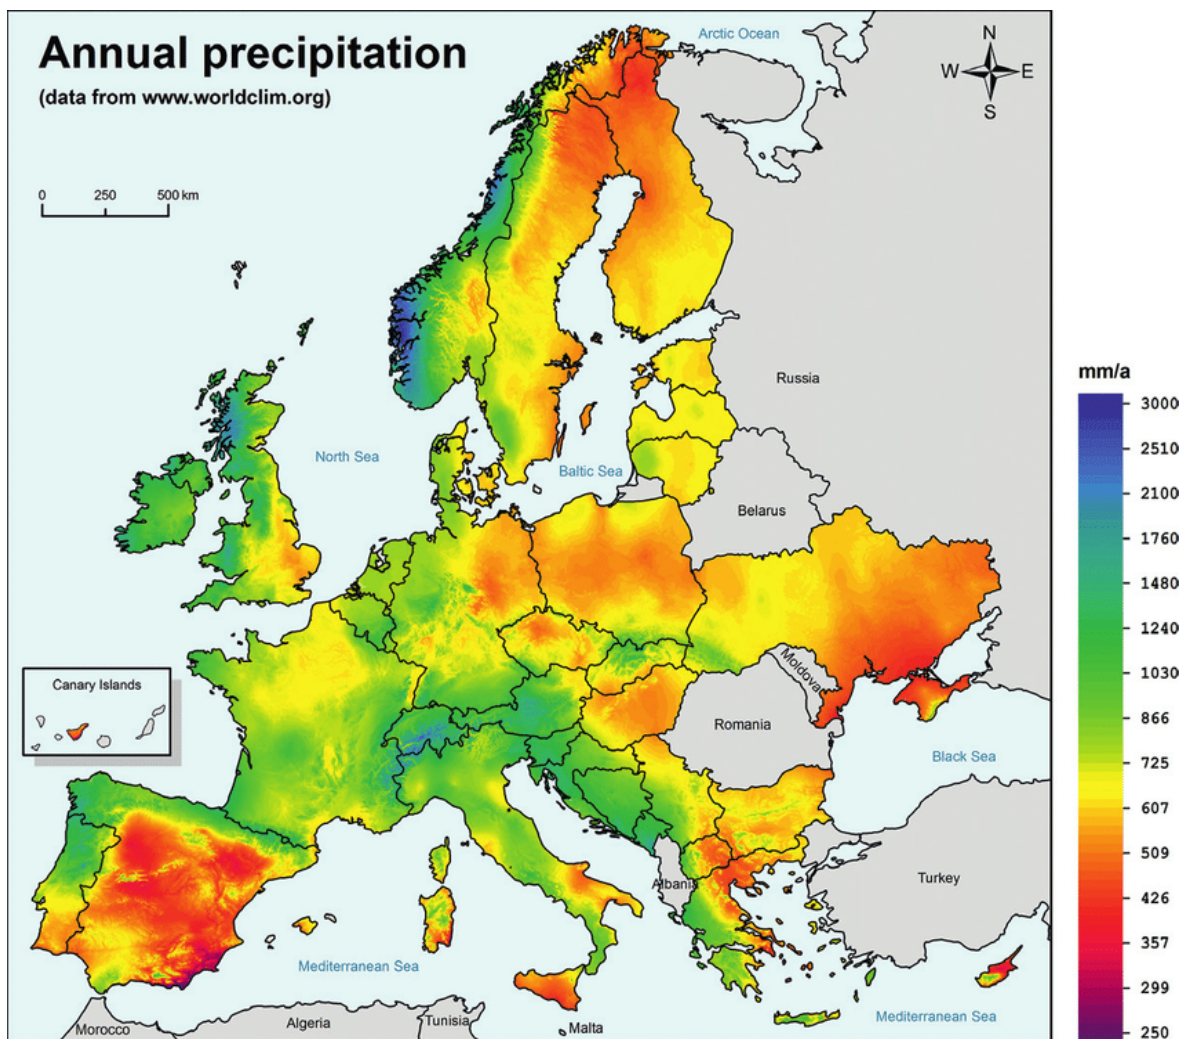 Annual precipitation
(data from www.worldclim.org)
0 250 500 km
Arctic Ocean
N
W E
S
Russia
mm/a
3000
2510
2100
1760
1480
1240
1030
866
725
607
509
426
357
299
250
North Sea
Baltic Sea
Belarus
Moldova
Canary Islands
Romania
Black Sea
Albania
Turkey
Mediterranean Sea
Mediterranean Sea
Morocco
Algeria
Tunisia
Malta